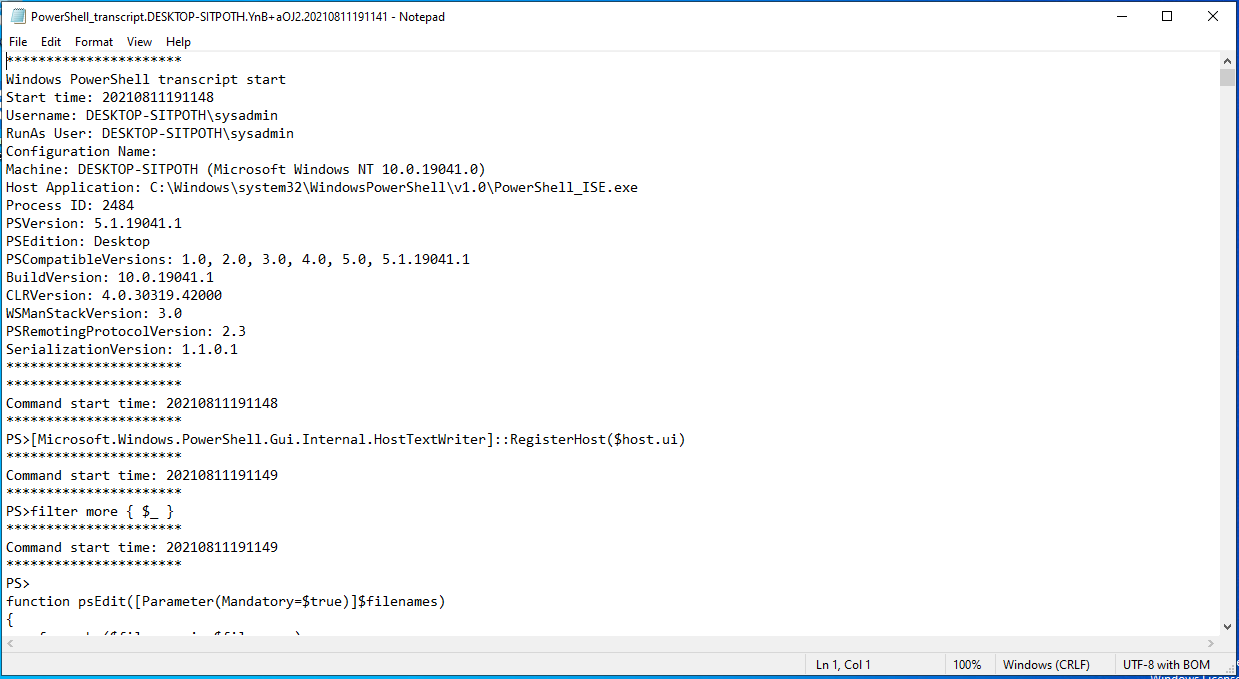 PowerShell_transcript.DESKTOP-SITPOTH.YnB+aOJ2.20210811191141 - Notepad
File Edit Format View Help
**********************
Windows PowerShell transcript start
Start time: 20210811191148
Username: DESKTOP-SITPOTH\sysadmin
RunAs User: DESKTOP-SITPOTH\sysadmin
Configuration Name:
Machine: DESKTOP-SITPOTH (Microsoft Windows NT 10.0.19041.0)
Host Application: C:\Windows\system32\WindowsPowerShell\v1.0\PowerShell_ISE.exe
Process ID: 2484
PSVersion: 5.1.19041.1
PSEdition: Desktop
PSCompatibleVersions: 1.0, 2.0, 3.0, 4.0, 5.0, 5.1.19041.1
BuildVersion: 10.0.19041.1
CLRVersion: 4.0.30319.42000
WSManStackVersion: 3.0
PSRemotingProtocolVersion: 2.3
SerializationVersion: 1.1.0.1
**********************
**********************
Command start time: 20210811191148
**********************
PS>[Microsoft.Windows.PowerShell.Gui.Internal.HostTextWriter]::RegisterHost($host.ui)
**********************
Command start time: 20210811191149
**********************
PS>filter more { $_ }
**********************
Command start time: 20210811191149
**********************
PS>
function psEdit([Parameter(Mandatory=$true)]$filenames)
{
Ln 1, Col 1 100% Windows (CRLF) UTF-8 with BOM